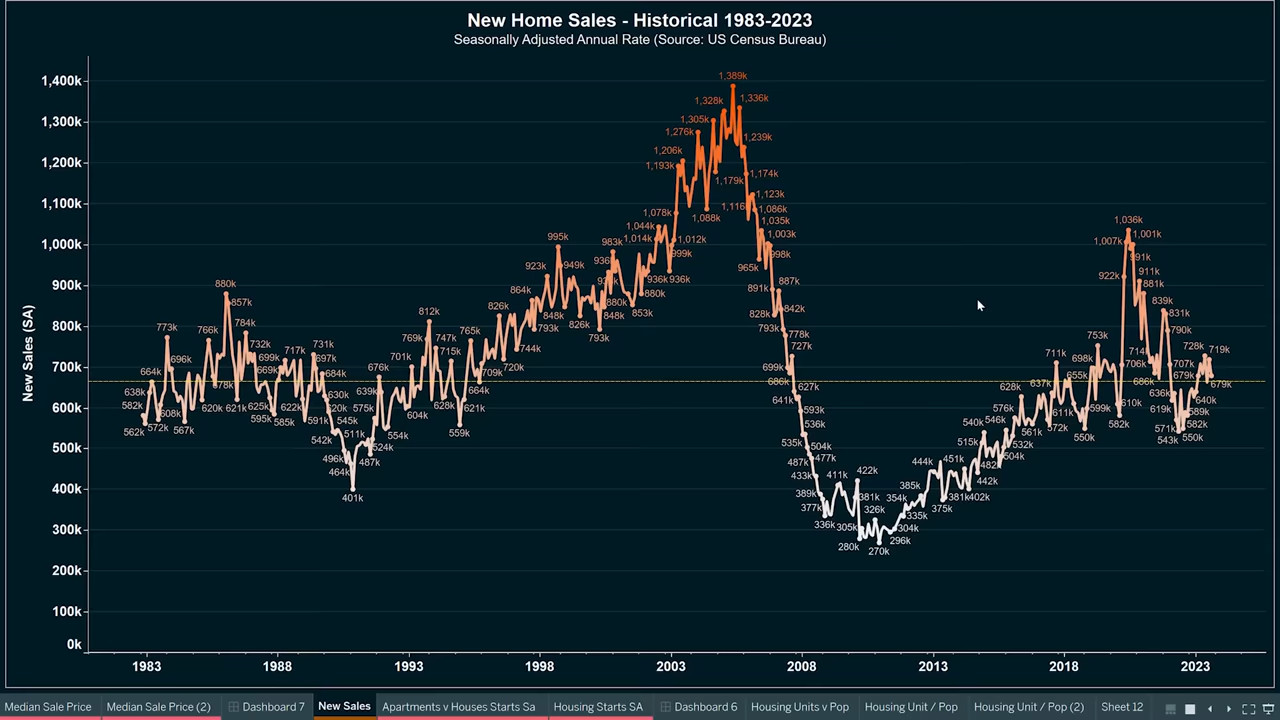 New Home Sales - Historical 1983-2023
Seasonally Adjusted Annual Rate (Source: US Census Bureau)
New Sales (SA)
1,400k
1,300k
1,200k
1,100k
1,000k
900k
800k
700k
600k
500k
400k
300k
200k
100k
0k
638k
582k
562k
664k
572k
773k
608k
696k
567k
766k
620k
678k
880k
857k
621k
784k
732k
625k
699k
669k
595k
585k
717k
622k
591k
731k
697k
542k
684k
630k
620k
545k
496k
464k
511k
401k
575k
487k
639k
676k
524k
554k
701k
604k
769k
812k
747k
715k
559k
621k
765k
664k
709k
826k
720k
744k
864k
793k
923k
848k
995k
949k
826k
793k
848k
936k
983k
880k
853k
880k
936k
1,014k
1,044k
1,078k
999k
936k
1,012k
1,193k
1,206k
1,276k
1,088k
1,305k
1,179k
1,328k
1,389k
1,336k
1,239k
1,174k
1,116k
1,123k
1,086k
965k
1,035k
1,003k
998k
891k
828k
887k
842k
793k
778k
699k
727k
686k
641k
627k
593k
536k
535k
504k
487k
477k
433k
389k
377k
336k
411k
305k
422k
381k
280k
326k
270k
296k
304k
354k
335k
385k
444k
375k
451k
381k
402k
442k
515k
540k
482k
546k
504k
576k
532k
628k
561k
637k
572k
711k
611k
655k
550k
698k
599k
753k
610k
582k
706k
922k
1,007k
1,036k
1,001k
991k
911k
881k
714k
686k
839k
831k
790k
707k
679k
636k
619k
571k
543k
582k
550k
589k
640k
728k
719k
679k
1983
1988
1993
1998
2003
2008
2013
2018
2023
Median Sale Price
Median Sale Price (2)
Dashboard 7
New Sales
Apartments v Houses Starts Sa
Housing Starts SA
Dashboard 6
Housing Units v Pop
Housing Unit / Pop
Housing Unit / Pop (2)
Sheet 12